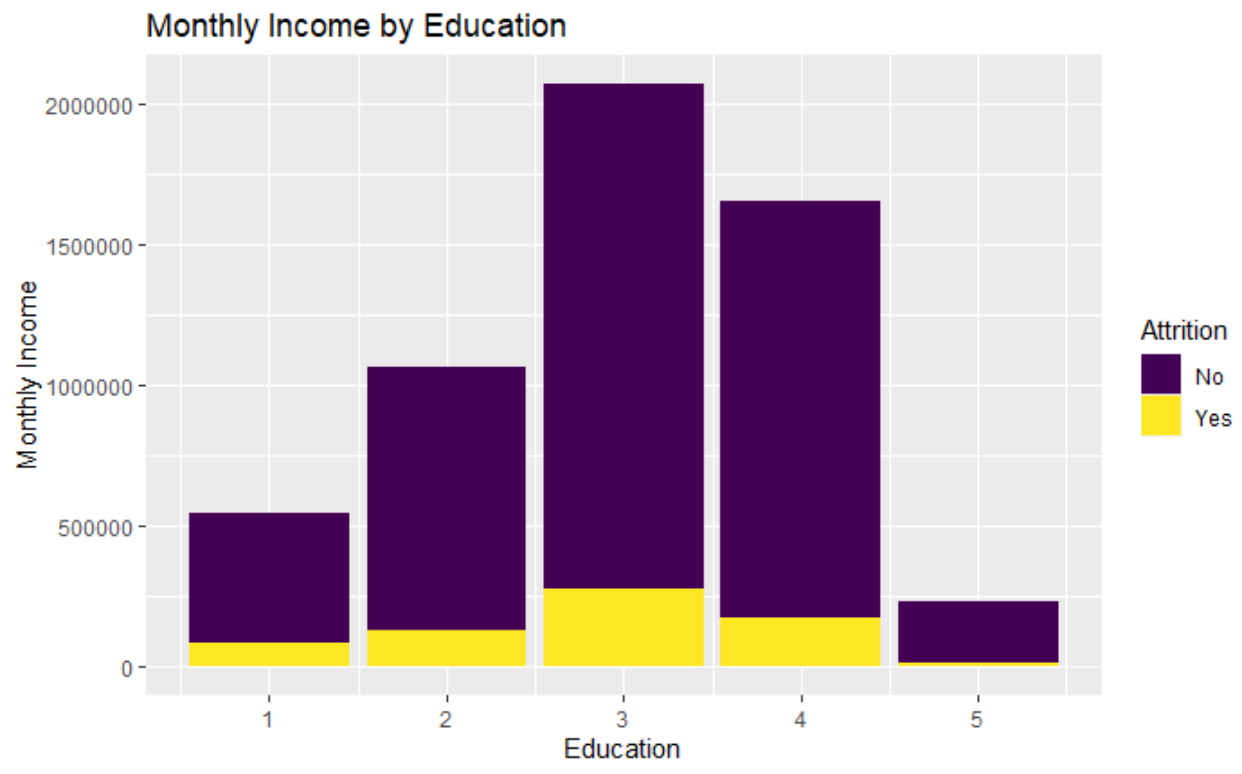 Monthly Income by Education
2000000
1500000
1000000
500000
0
Monthly Income
1 2 3 4 5
Education
Attrition
No
Yes